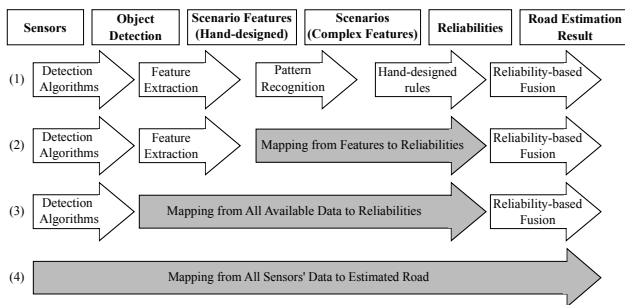 Sensors
Object
Detection
Scenario Features
(Hand-designed)
Scenarios
(Complex Features)
Reliabilities
Road Estimation
Result
(1)
Detection
Algorithms
Feature
Extraction
Pattern
Recognition
Hand-designed
rules
Reliability-based
Fusion
(2)
Detection
Algorithms
Feature
Extraction
Mapping from Features to Reliabilities
Reliability-based
Fusion
(3)
Detection
Algorithms
Mapping from All Available Data to Reliabilities
Reliability-based
Fusion
(4)
Mapping from All Sensors' Data to Estimated Road